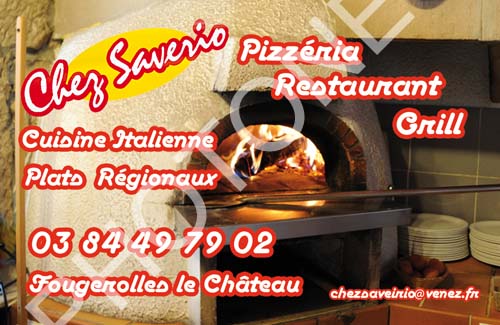 Chez Saverio
Pizzéria
Restaurant
Grill
Cuisine Italienne
Plats Régionaux
03 84 49 79 02
Fougerolles le Château
chezsaveirio@venez.fr